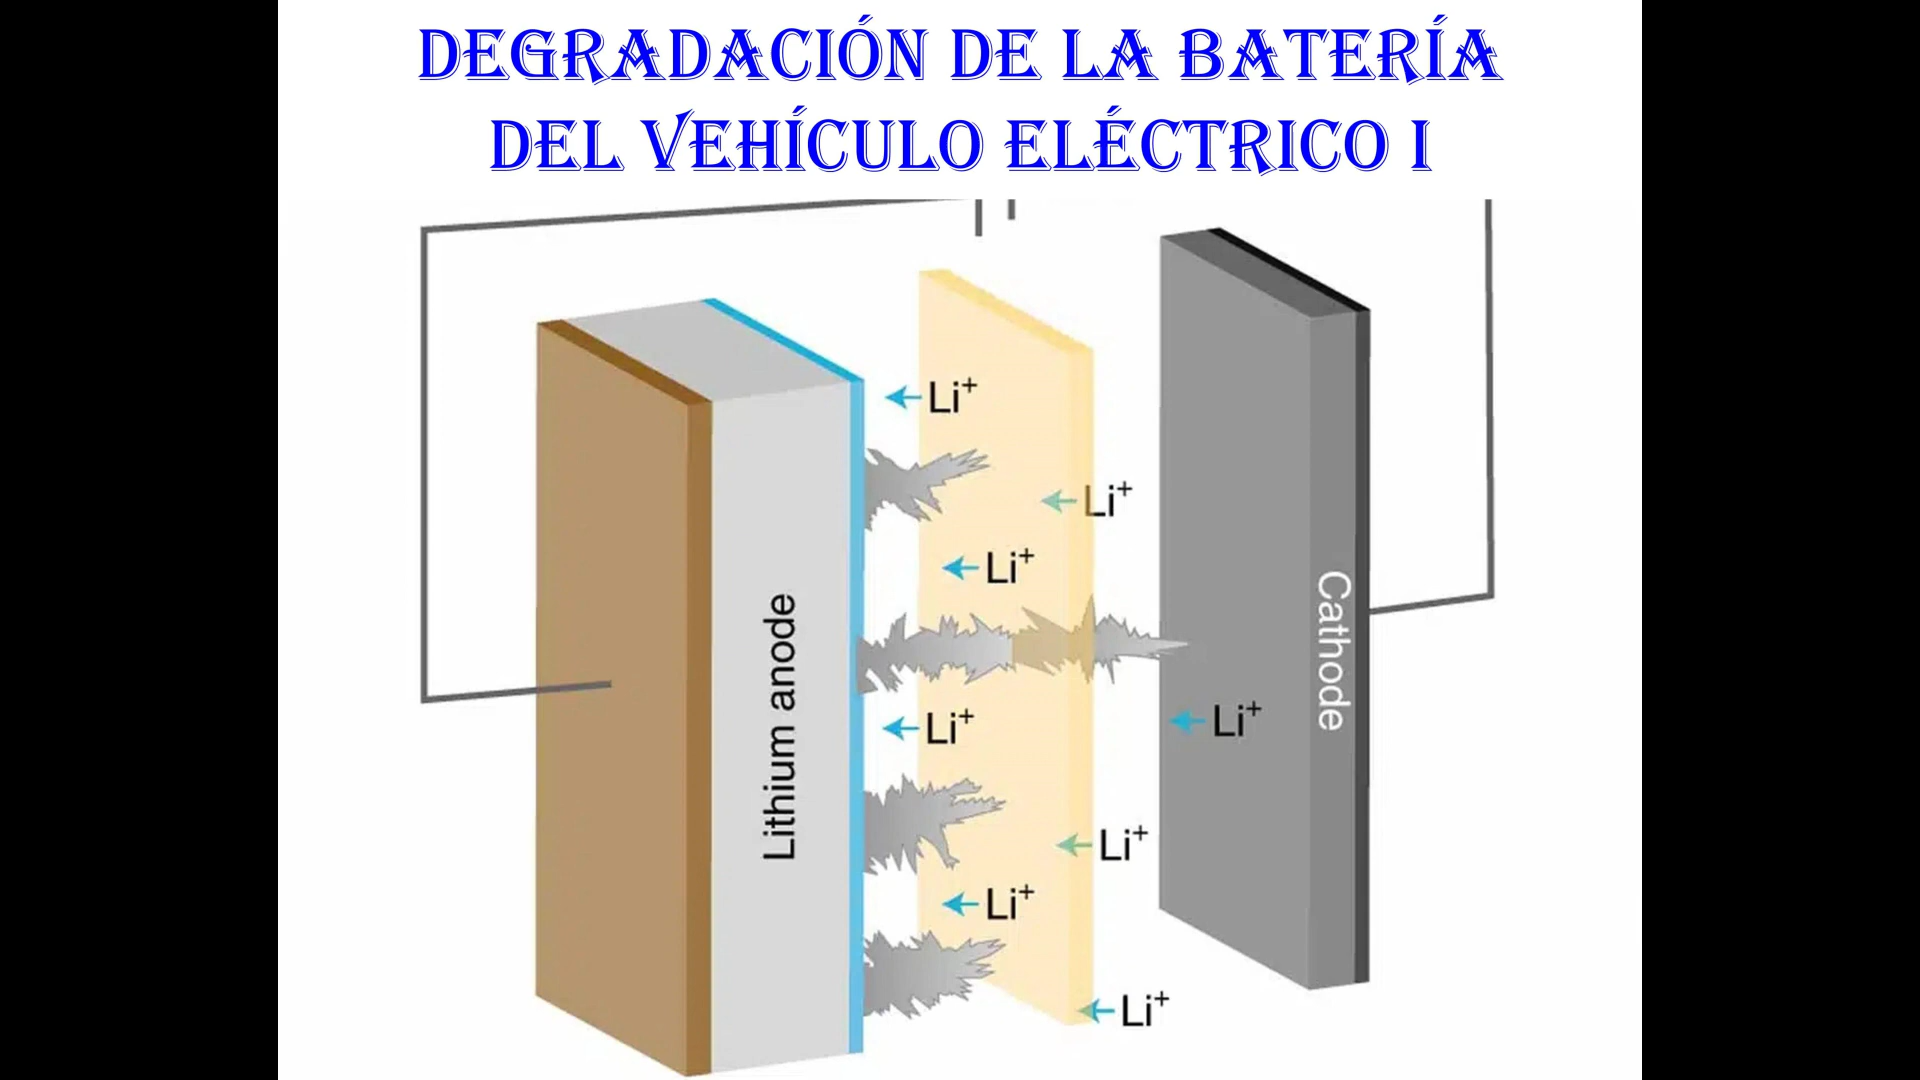 DEGRADACIÓN DE LA BATERÍA
DEL VEHÍCULO ELÉCTRICO I
Li⁺
Li⁺
Li⁺
Lithium anode
Cathode
Li⁺
Li⁺
Li⁺
Li⁺
Li⁺